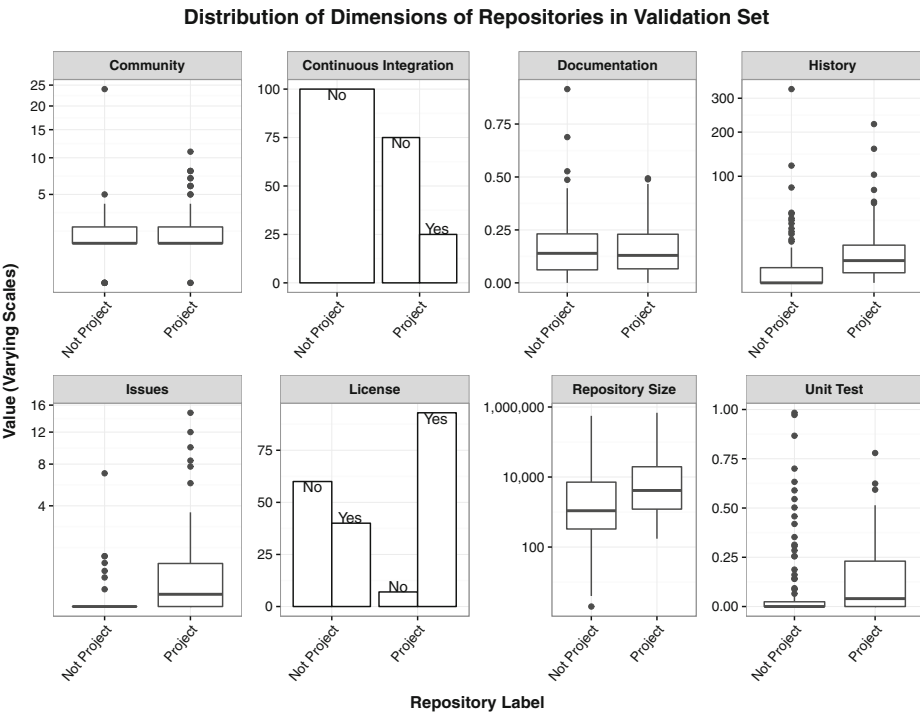 Distribution of Dimensions of Repositories in Validation Set
Value (Varying Scales)
Community
25
20
15
10
5
Not Project
Project
Continuous Integration
100
75
50
25
0
No
No
Yes
Not Project
Project
Documentation
0.75
0.50
0.25
0.00
Not Project
Project
History
300
200
100
Not Project
Project
Issues
16
12
8
4
Not Project
Project
License
75
50
25
0
No
Yes
No
Yes
Not Project
Project
Repository Size
1,000,000
10,000
100
Not Project
Project
Unit Test
1.00
0.75
0.50
0.25
0.00
Not Project
Project
Repository Label